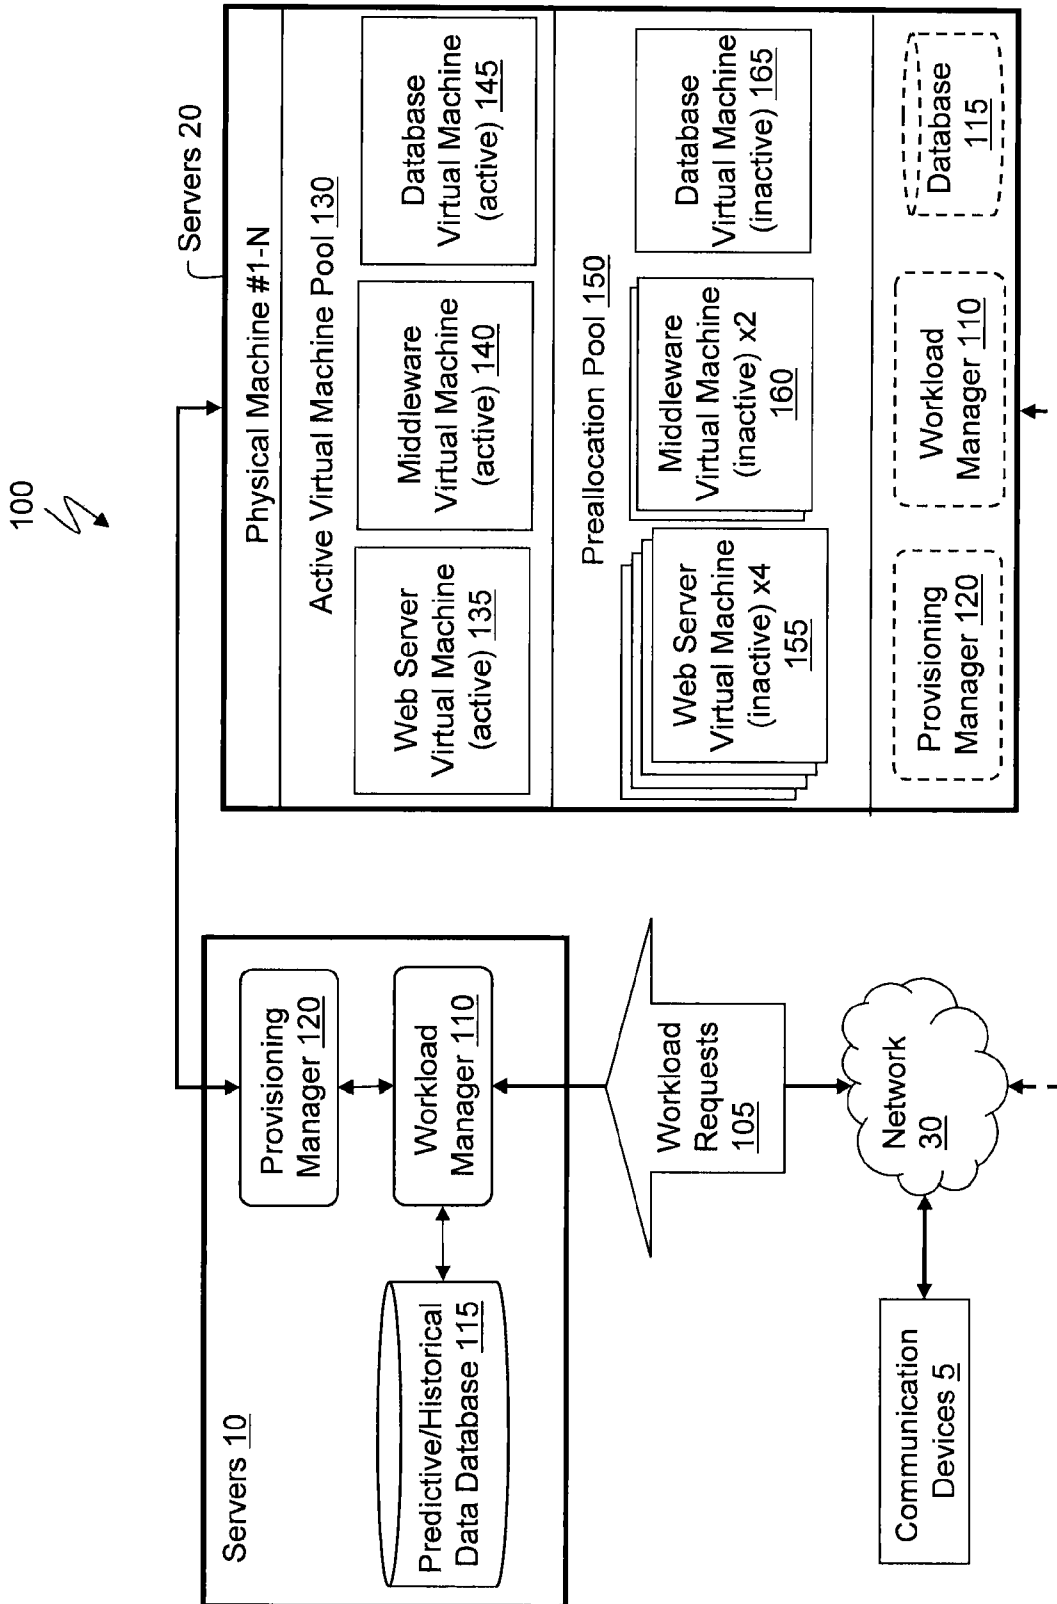 100
Servers 10
Provisioning
Manager 120
Predictive/Historical
Data Database 115
Workload
Manager 110
Workload
Requests
105
Communication
Devices 5
Network
30
Servers 20
Physical Machine #1-N
Active Virtual Machine Pool 130
Web Server
Virtual Machine
(active) 135
Middleware
Virtual Machine
(active) 140
Database
Virtual Machine
(active) 145
Preallocation Pool 150
Web Server
Virtual Machine
(inactive) x4
155
Middleware
Virtual Machine
(inactive) x2
160
Database
Virtual Machine
(inactive) 165
Provisioning
Manager 120
Workload
Manager 110
Database
115